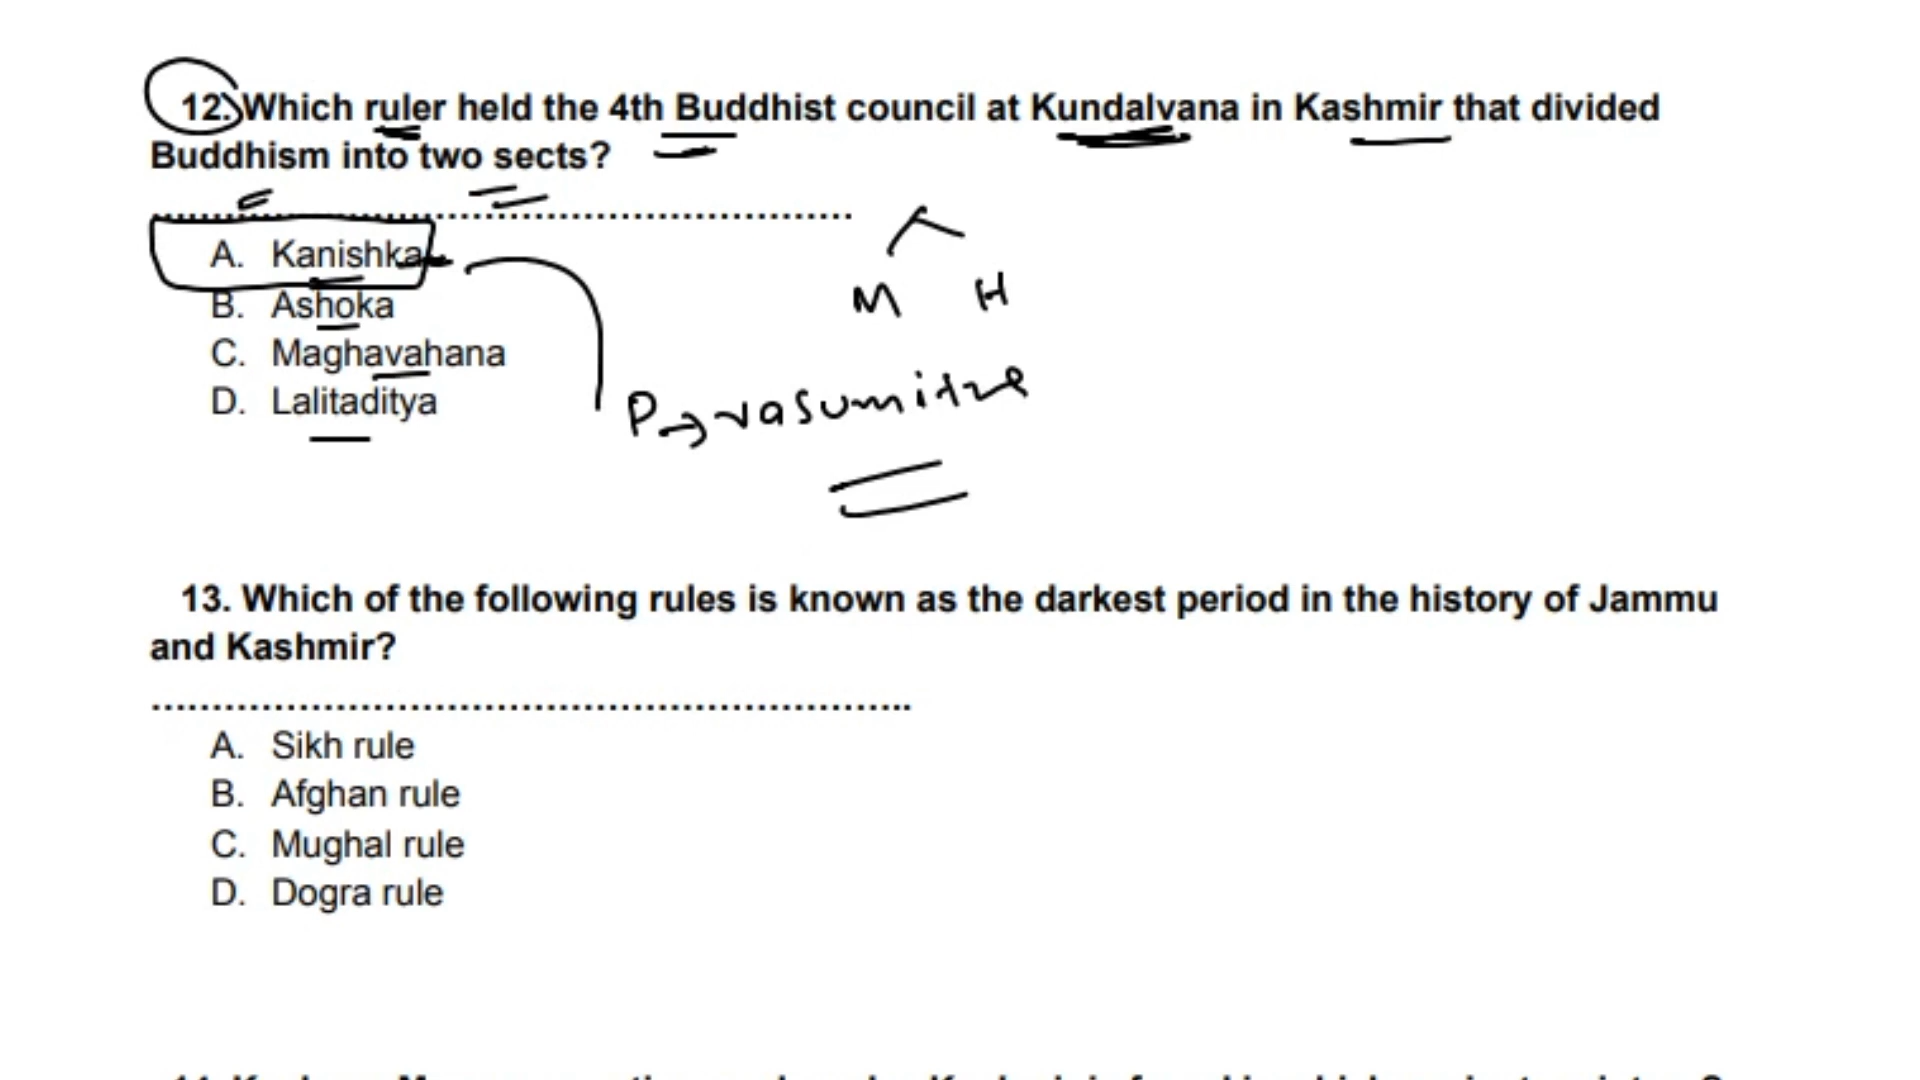 12. Which ruler held the 4th Buddhist council at Kundalvana in Kashmir that divided
Buddhism into two sects?
........................................................
A. Kanishka
B. Ashoka
M H
C. Maghavahana
D. Lalitaditya
P→vasumitre
13. Which of the following rules is known as the darkest period in the history of Jammu
and Kashmir?
............................................................
A. Sikh rule
B. Afghan rule
C. Mughal rule
D. Dogra rule